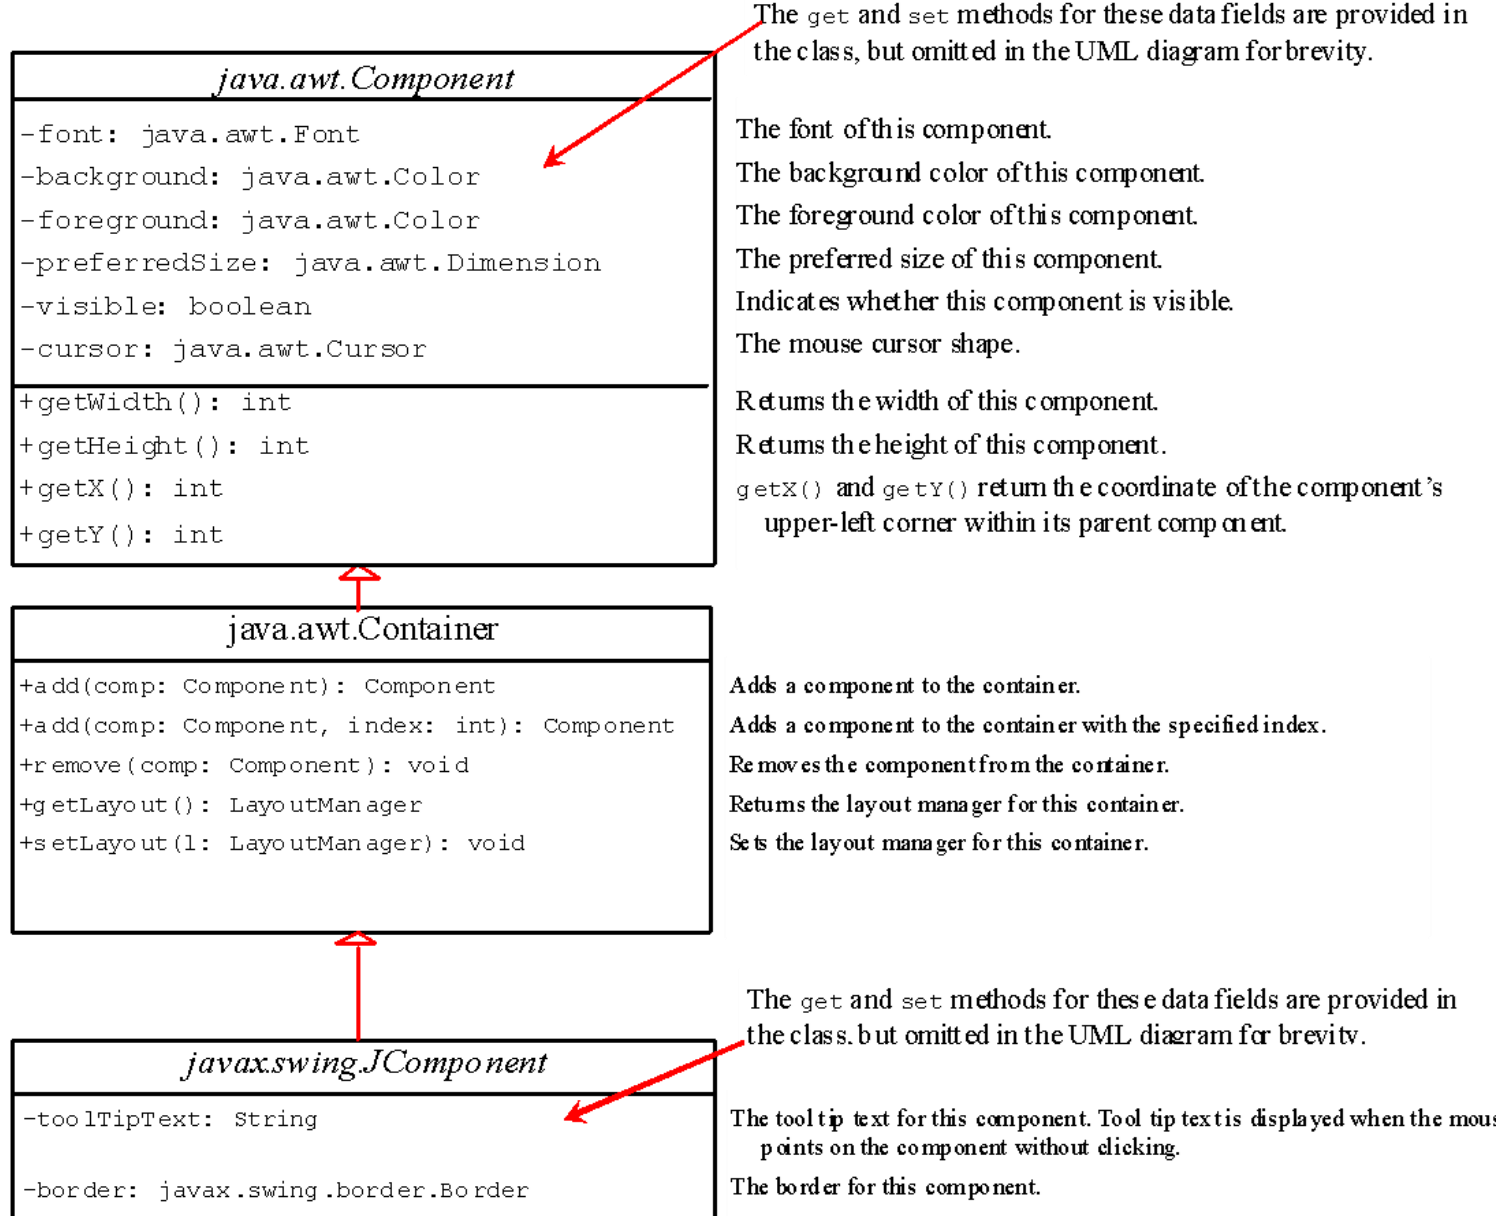 The get and set methods for these data fields are provided in
the class, but omitted in the UML diagram for brevity.
java.awt.Component
-font: java.awt.Font
The font of this component.
-background: java.awt.Color
The background color of this component.
-foreground: java.awt.Color
The foreground color of this component.
-preferredSize: java.awt.Dimension
The preferred size of this component.
-visible: boolean
Indicates whether this component is visible.
-cursor: java.awt.Cursor
The mouse cursor shape.
+getWidth(): int
Returns the width of this component.
+getHeight(): int
Returns the height of this component.
+getX(): int
getX() and getY() return the coordinate of the component's
+getY(): int
upper-left corner within its parent component.
java.awt.Container
+add(comp: Component): Component
Adds a component to the container.
+add(comp: Component, index: int): Component
Adds a component to the container with the specified index.
+remove(comp: Component): void
Removes the component from the container.
+getLayout(): LayoutManager
Returns the layout manager for this container.
+setLayout(l: LayoutManager): void
Sets the layout manager for this container.
The get and set methods for these data fields are provided in
the class, but omitted in the UML diagram for brevity.
javax.swing.JComponent
-toolTipText: String
The tool tip text for this component. Tool tip text is displayed when the mous
points on the component without clicking.
-border: javax.swing.border.Border
The border for this component.